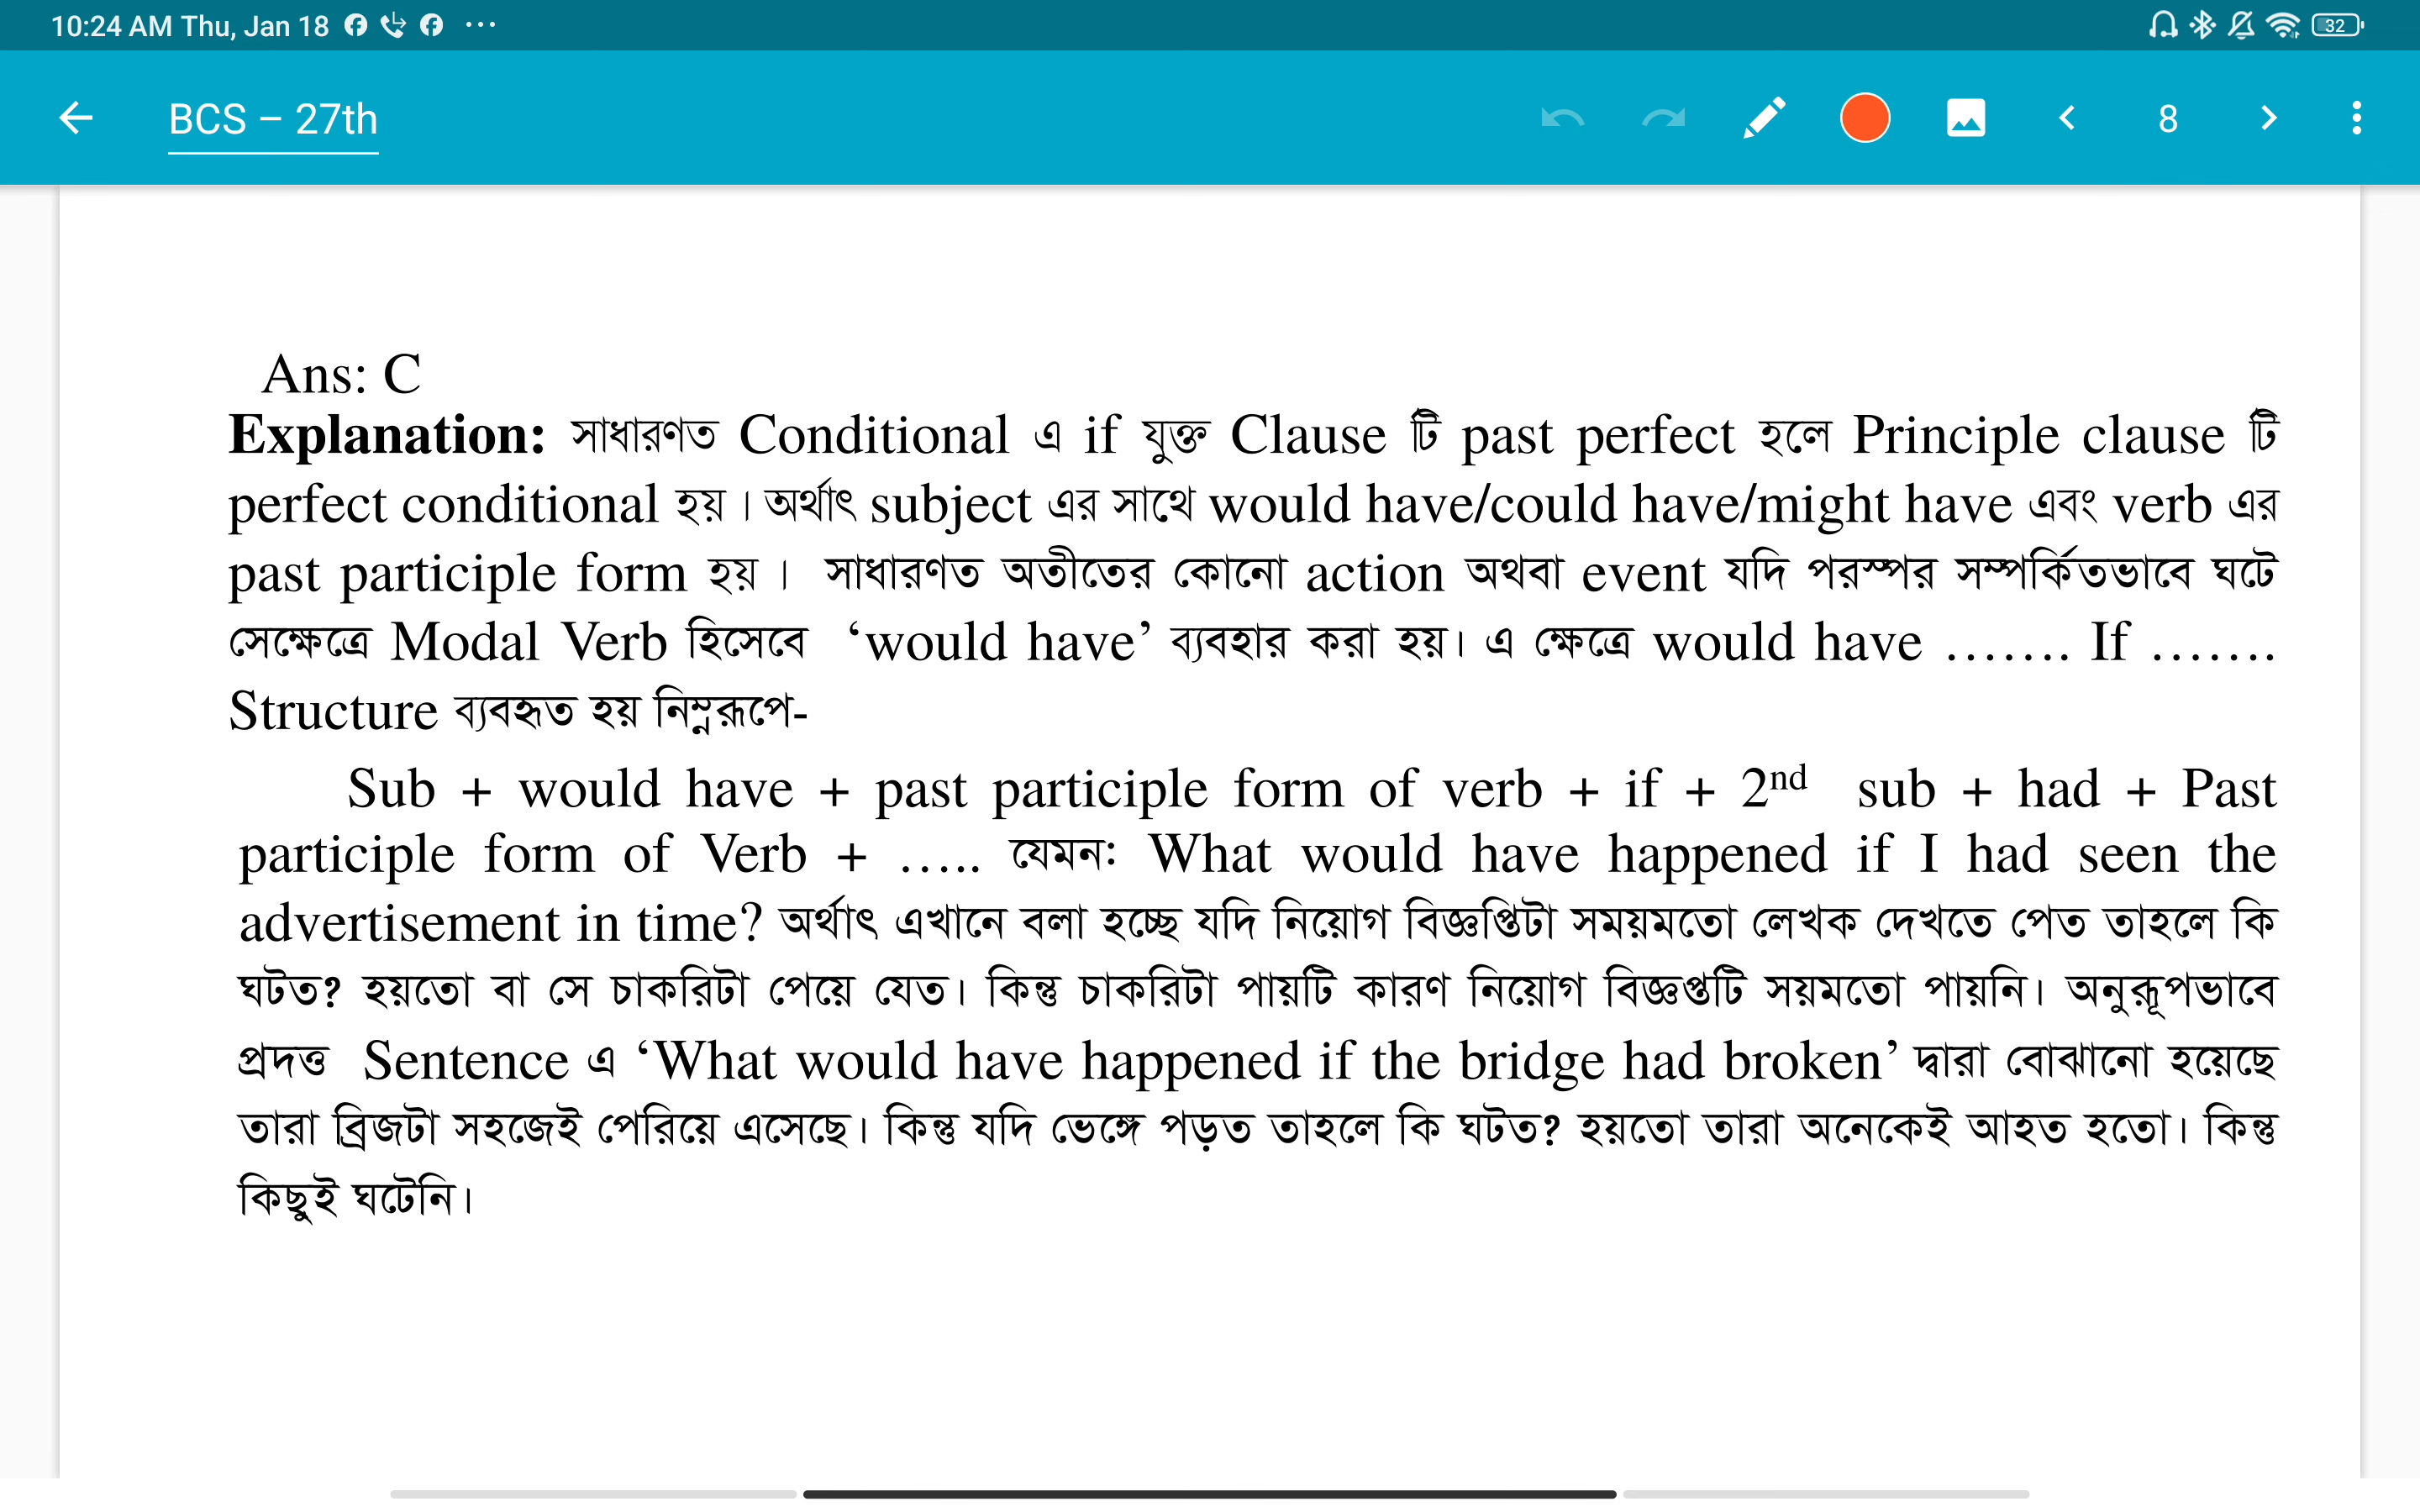 10:24 AM Thu, Jan 18
32
BCS – 27th
8
Ans: C
Explanation: সাধারণত Conditional এ if যুক্ত Clause টি past perfect হলে Principle clause টি
perfect conditional হয় । অর্থাৎ subject এর সাথে would have/could have/might have এবং verb এর
past participle form হয় । সাধারণত অতীতের কোনো action অথবা event যদি পরস্পর সম্পর্কিতভাবে ঘটে
সেক্ষেত্রে Modal Verb হিসেবে ‘would have’ ব্যবহার করা হয়। এ ক্ষেত্রে would have ……. If …….
Structure ব্যবহৃত হয় নিম্নরূপে-
Sub + would have + past participle form of verb + if + 2nd sub + had + Past
participle form of Verb + ….. যেমনঃ What would have happened if I had seen the
advertisement in time? অর্থাৎ এখানে বলা হচ্ছে যদি নিয়োগ বিজ্ঞপ্তিটা সময়মতো লেখক দেখতে পেত তাহলে কি
ঘটত? হয়তো বা সে চাকরিটা পেয়ে যেত। কিন্তু চাকরিটা পায়টি কারণ নিয়োগ বিজ্ঞপ্তটি সয়মতো পায়নি। অনুরূপভাবে
প্রদত্ত Sentence এ ‘What would have happened if the bridge had broken’ দ্বারা বোঝানো হয়েছে
তারা ব্রিজটা সহজেই পেরিয়ে এসেছে। কিন্তু যদি ভেঙ্গে পড়ত তাহলে কি ঘটত? হয়তো তারা অনেকেই আহত হতো। কিন্তু
কিছুই ঘটেনি।